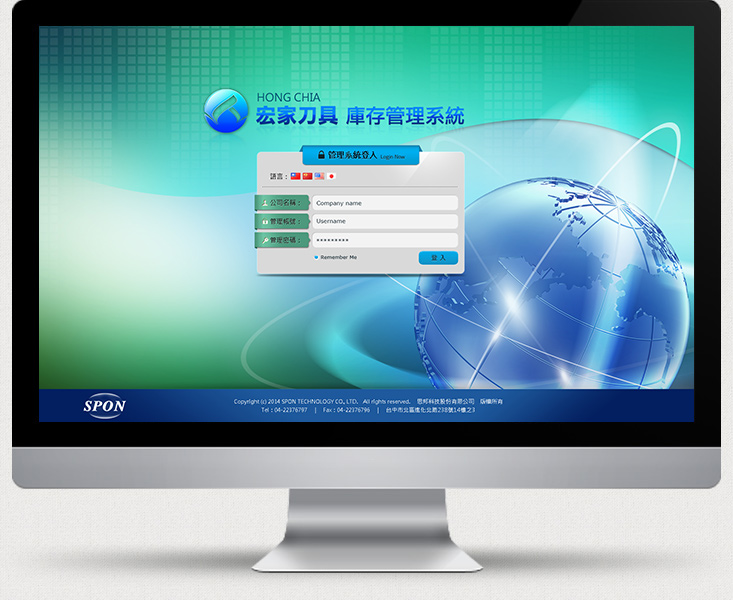 HONG CHIA
宏家刀具 庫存管理系統
管理系統登入 Login Now
語言：
公司名稱： Company name
管理帳號： Username
管理密碼： *********
Remember Me
登 入
SPON
Copyright (c) 2014 SPON TECHNOLOGY CO., LTD. All rights reserved. 思邦科技股份有限公司 版權所有
Tel : 04-22376797 | Fax : 04-22376796 | 台中市北區進化北路238號14樓之3